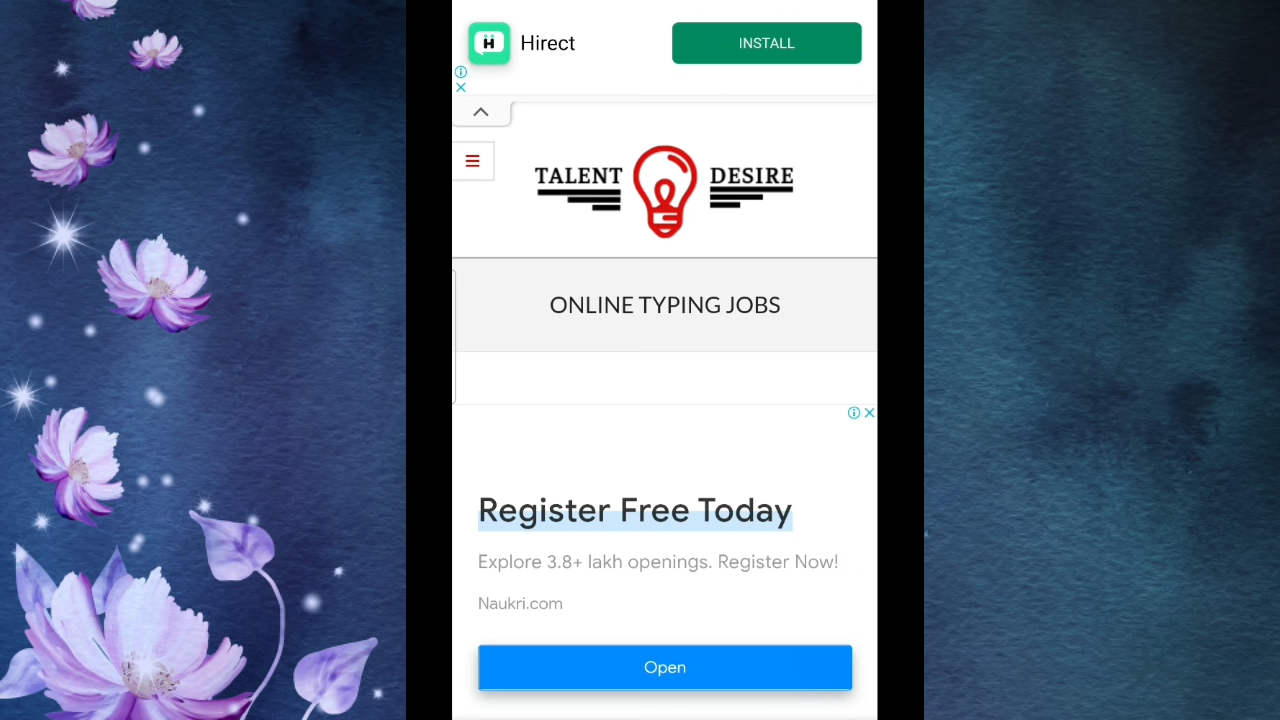 Hirect
INSTALL
TALENT DESIRE
ONLINE TYPING JOBS
Register Free Today
Explore 3.8+ lakh openings. Register Now!
Naukri.com
Open